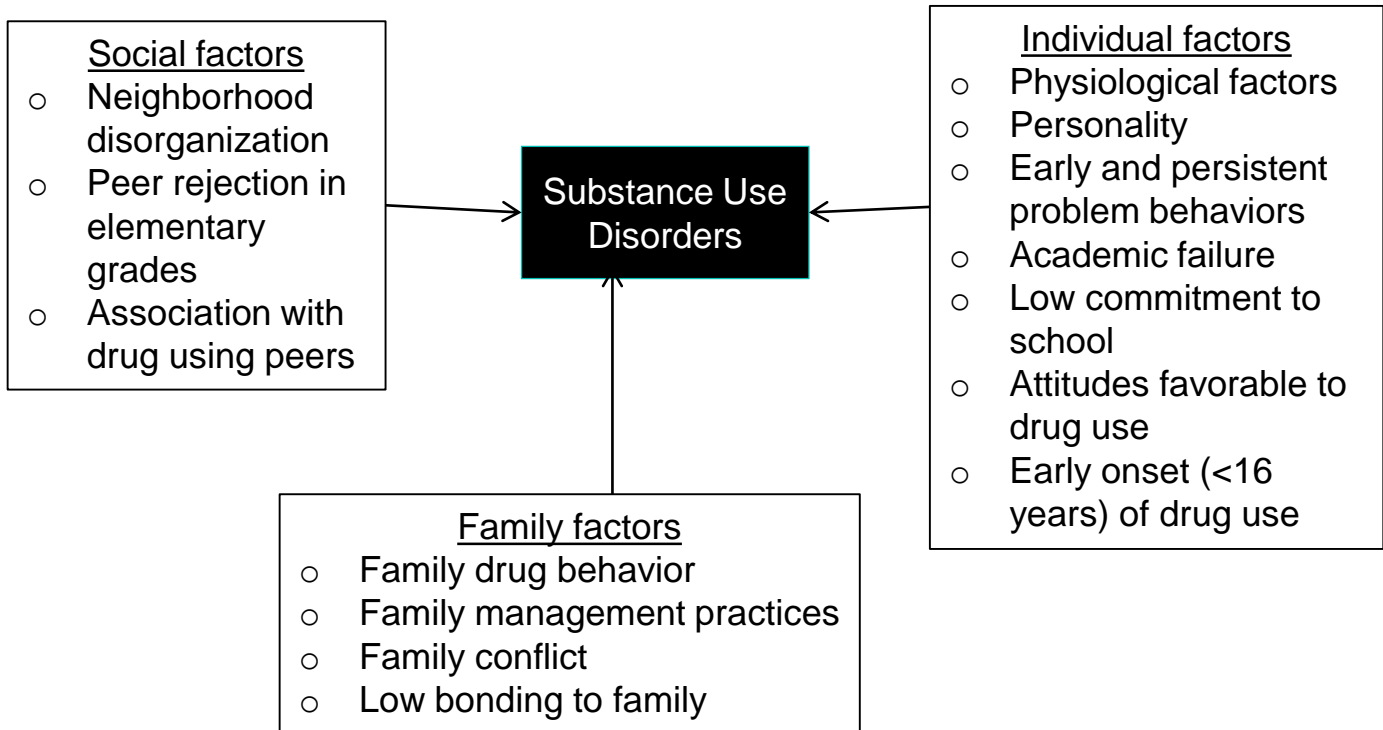 Social factors
o Neighborhood
disorganization
o Peer rejection in
elementary
grades
o Association with
drug using peers
Substance Use
Disorders
Individual factors
o Physiological factors
o Personality
o Early and persistent
problem behaviors
o Academic failure
o Low commitment to
school
o Attitudes favorable to
drug use
o Early onset (<16
years) of drug use
Family factors
o Family drug behavior
o Family management practices
o Family conflict
o Low bonding to family